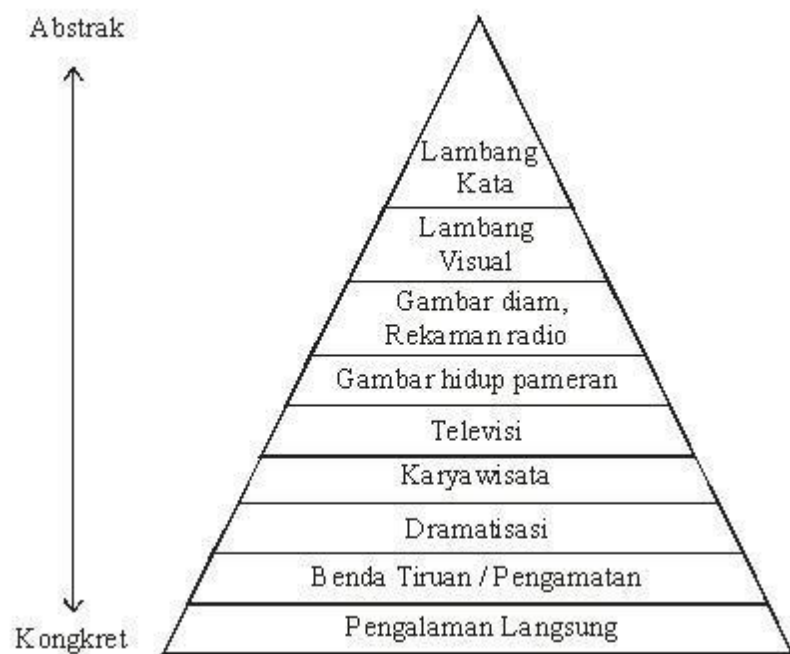 Abstrak
Lambang
Kata
Lambang
Visual
Gambar diam,
Rekaman radio
Gambar hidup pameran
Televisi
Karyawisata
Dramatisasi
Benda Tiruan / Pengamatan
Pengalaman Langsung
Kongkret